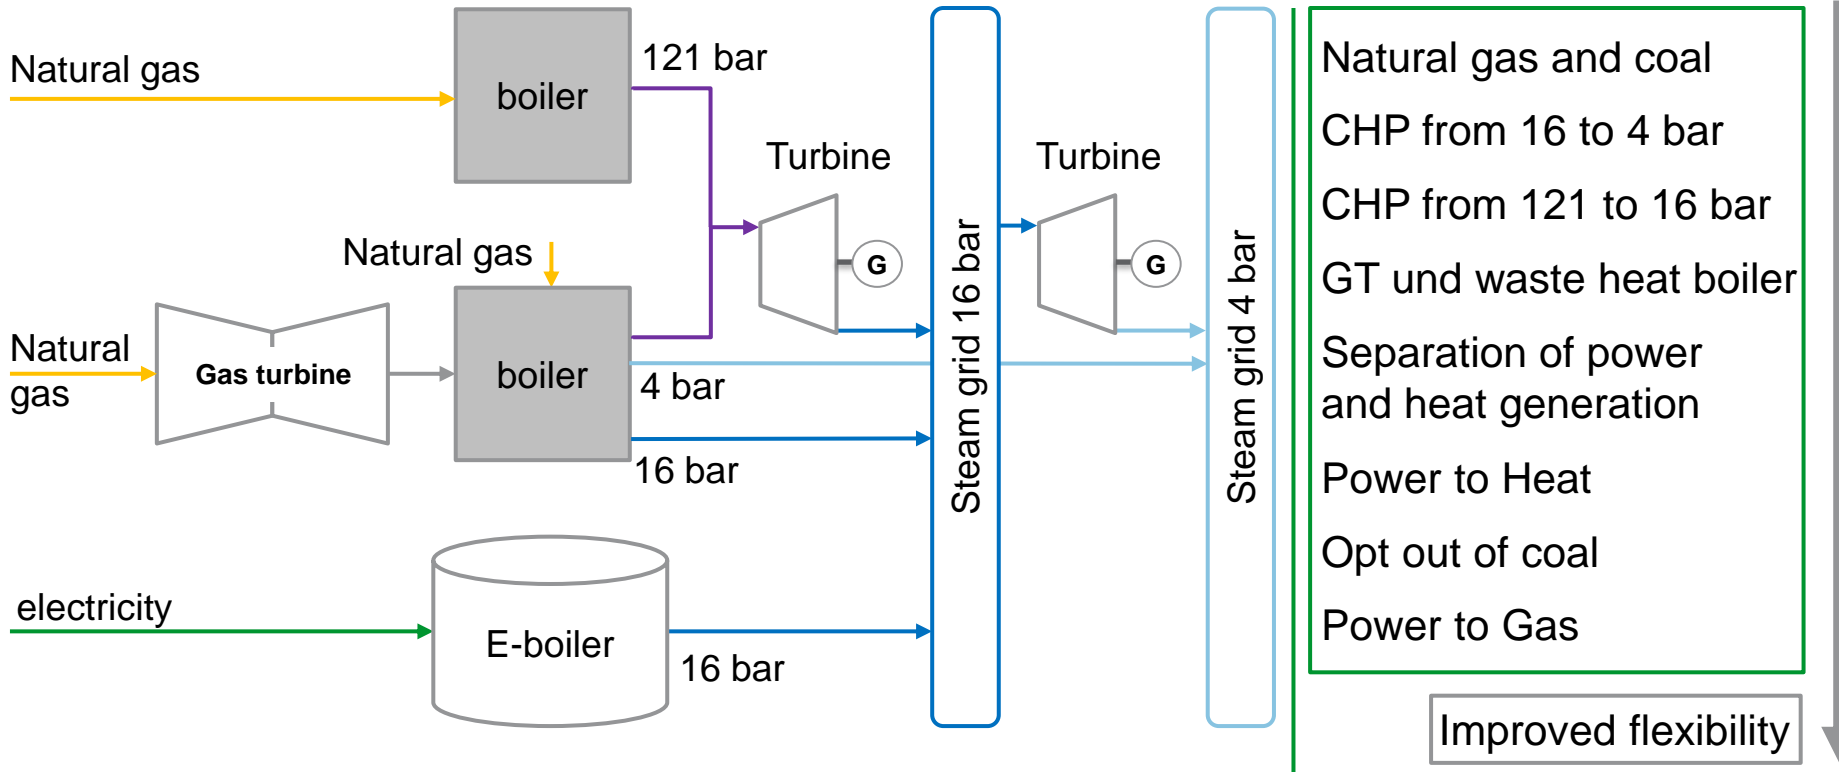 Natural gas
boiler
121 bar
Turbine
G
Natural gas
Natural
gas
Gas turbine
boiler
4 bar
16 bar
electricity
E-boiler
16 bar
Steam grid 16 bar
Turbine
G
Steam grid 4 bar
Natural gas and coal
CHP from 16 to 4 bar
CHP from 121 to 16 bar
GT und waste heat boiler
Separation of power
and heat generation
Power to Heat
Opt out of coal
Power to Gas
Improved flexibility